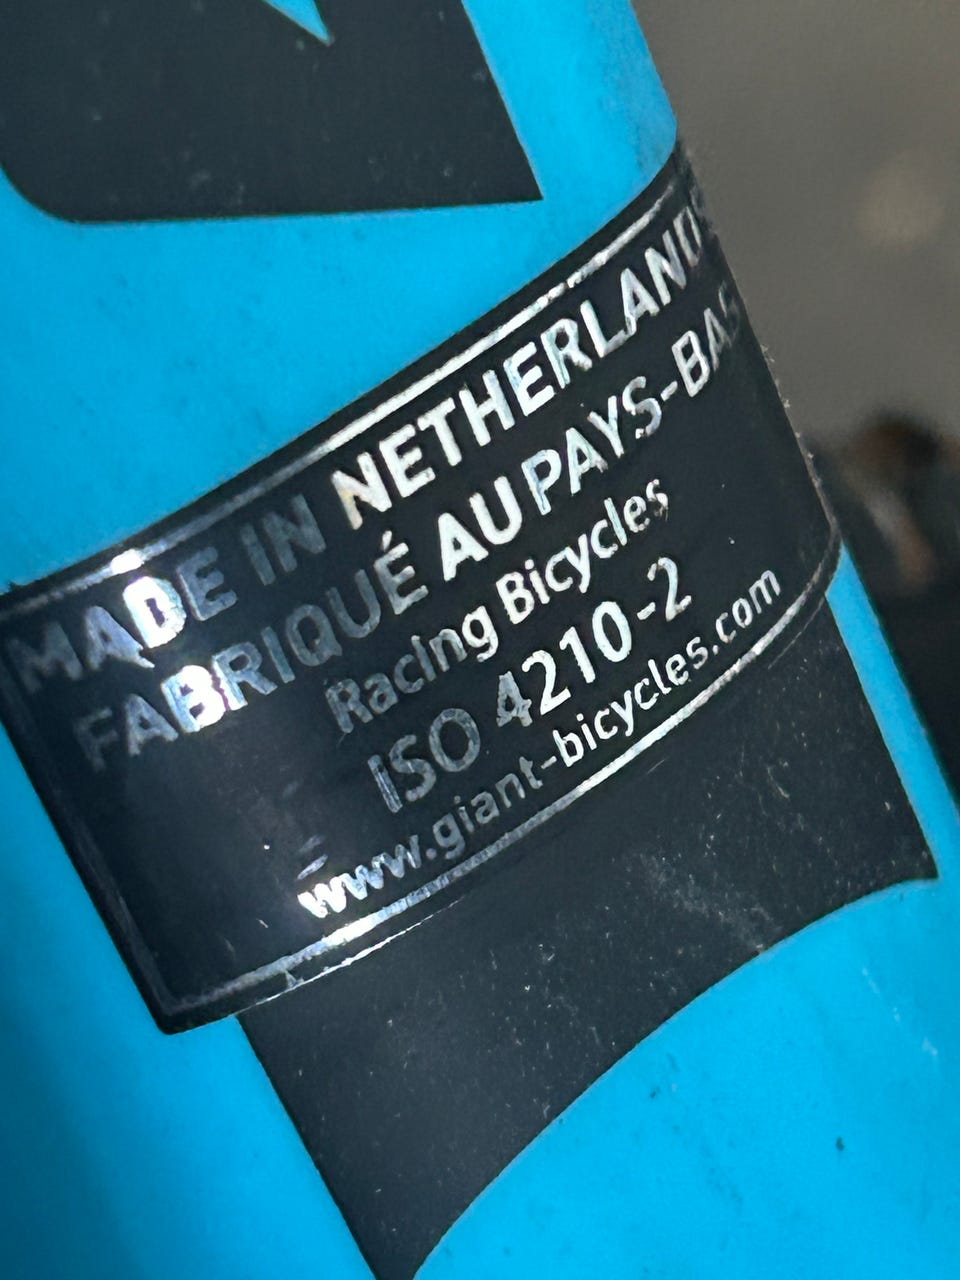 MADE IN NETHERLANDS
FABRIQUÉ AU PAYS-BAS
Racing Bicycles
ISO 4210-2
www.giant-bicycles.com